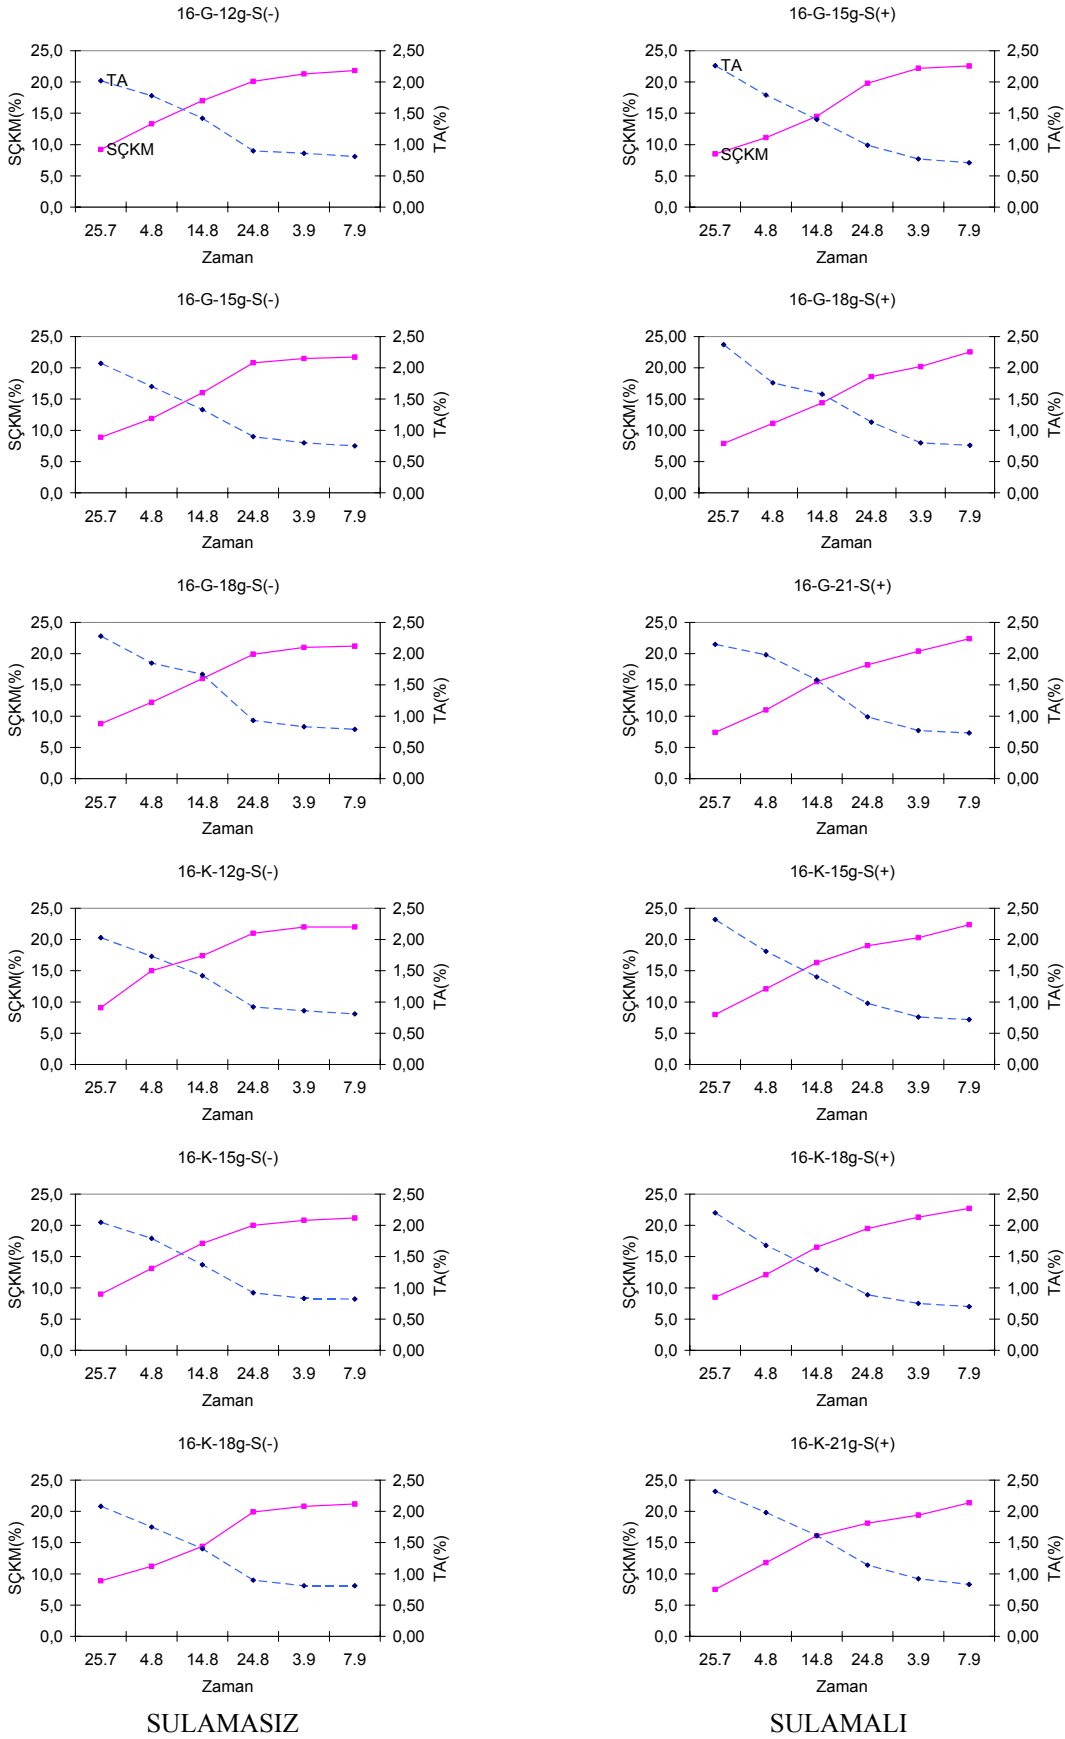 16-G-12g-S(-)
25,0 2,50
20,0 TA 2,00
15,0 1,50
10,0 SÇKM 1,00
5,0 0,50
0,0 0,00
SÇKM(%) TA(%)
25.7 4.8 14.8 24.8 3.9 7.9
Zaman
16-G-15g-S(+)
25,0 2,50
20,0 TA 2,00
15,0 1,50
10,0 SÇKM 1,00
5,0 0,50
0,0 0,00
SÇKM(%) TA(%)
25.7 4.8 14.8 24.8 3.9 7.9
Zaman
16-G-15g-S(-)
25,0 2,50
20,0 2,00
15,0 1,50
10,0 1,00
5,0 0,50
0,0 0,00
SÇKM(%) TA(%)
25.7 4.8 14.8 24.8 3.9 7.9
Zaman
16-G-18g-S(+)
25,00 2,50
20,00 2,00
15,00 1,50
10,00 1,00
5,00 0,50
0,00 0,00
SÇKM(%) TA(%)
25.7 4.8 14.8 24.8 3.9 7.9
Zaman
16-G-18g-S(-)
25,0 2,50
20,0 2,00
15,0 1,50
10,0 1,00
5,0 0,50
0,0 0,00
SÇKM(%) TA(%)
25.7 4.8 14.8 24.8 3.9 7.9
Zaman
16-G-21-S(+)
25,0 2,50
20,0 2,00
15,0 1,50
10,0 1,00
5,0 0,50
0,0 0,00
SÇKM(%) TA(%)
25.7 4.8 14.8 24.8 3.9 7.9
Zaman
16-K-12g-S(-)
25,0 2,50
20,0 2,00
15,0 1,50
10,0 1,00
5,0 0,50
0,0 0,00
SÇKM(%) TA(%)
25.7 4.8 14.8 24.8 3.9 7.9
Zaman
16-K-15g-S(+)
25,0 2,50
20,0 2,00
15,0 1,50
10,0 1,00
5,0 0,50
0,0 0,00
SÇKM(%) TA(%)
25.7 4.8 14.8 24.8 3.9 7.9
Zaman
16-K-15g-S(-)
25,0 2,50
20,0 2,00
15,0 1,50
10,0 1,00
5,0 0,50
0,0 0,00
SÇKM(%) TA(%)
25.7 4.8 14.8 24.8 3.9 7.9
Zaman
16-K-18g-S(+)
25,0 2,50
20,0 2,00
15,0 1,50
10,0 1,00
5,0 0,50
0,0 0,00
SÇKM(%) TA(%)
25.7 4.8 14.8 24.8 3.9 7.9
Zaman
16-K-18g-S(-)
25,0 2,50
20,0 2,00
15,0 1,50
10,0 1,00
5,0 0,50
0,0 0,00
SÇKM(%) TA(%)
25.7 4.8 14.8 24.8 3.9 7.9
Zaman
16-K-21g-S(+)
25,0 2,50
20,0 2,00
15,0 1,50
10,0 1,00
5,0 0,50
0,0 0,00
SÇKM(%) TA(%)
25.7 4.8 14.8 24.8 3.9 7.9
Zaman
SULAMASIZ
SULAMALI